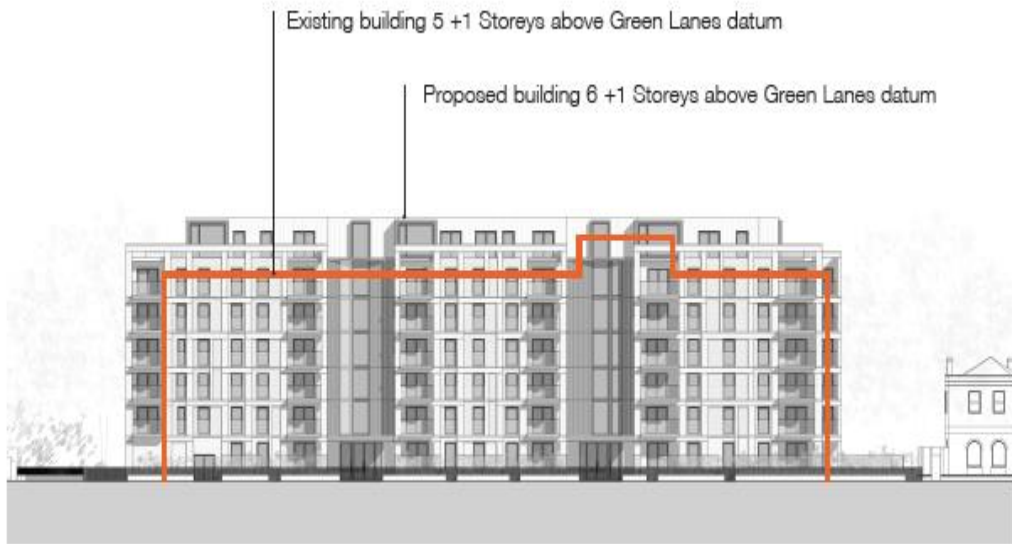 Existing building 5 +1 Storeys above Green Lanes datum
Proposed building 6 +1 Storeys above Green Lanes datum